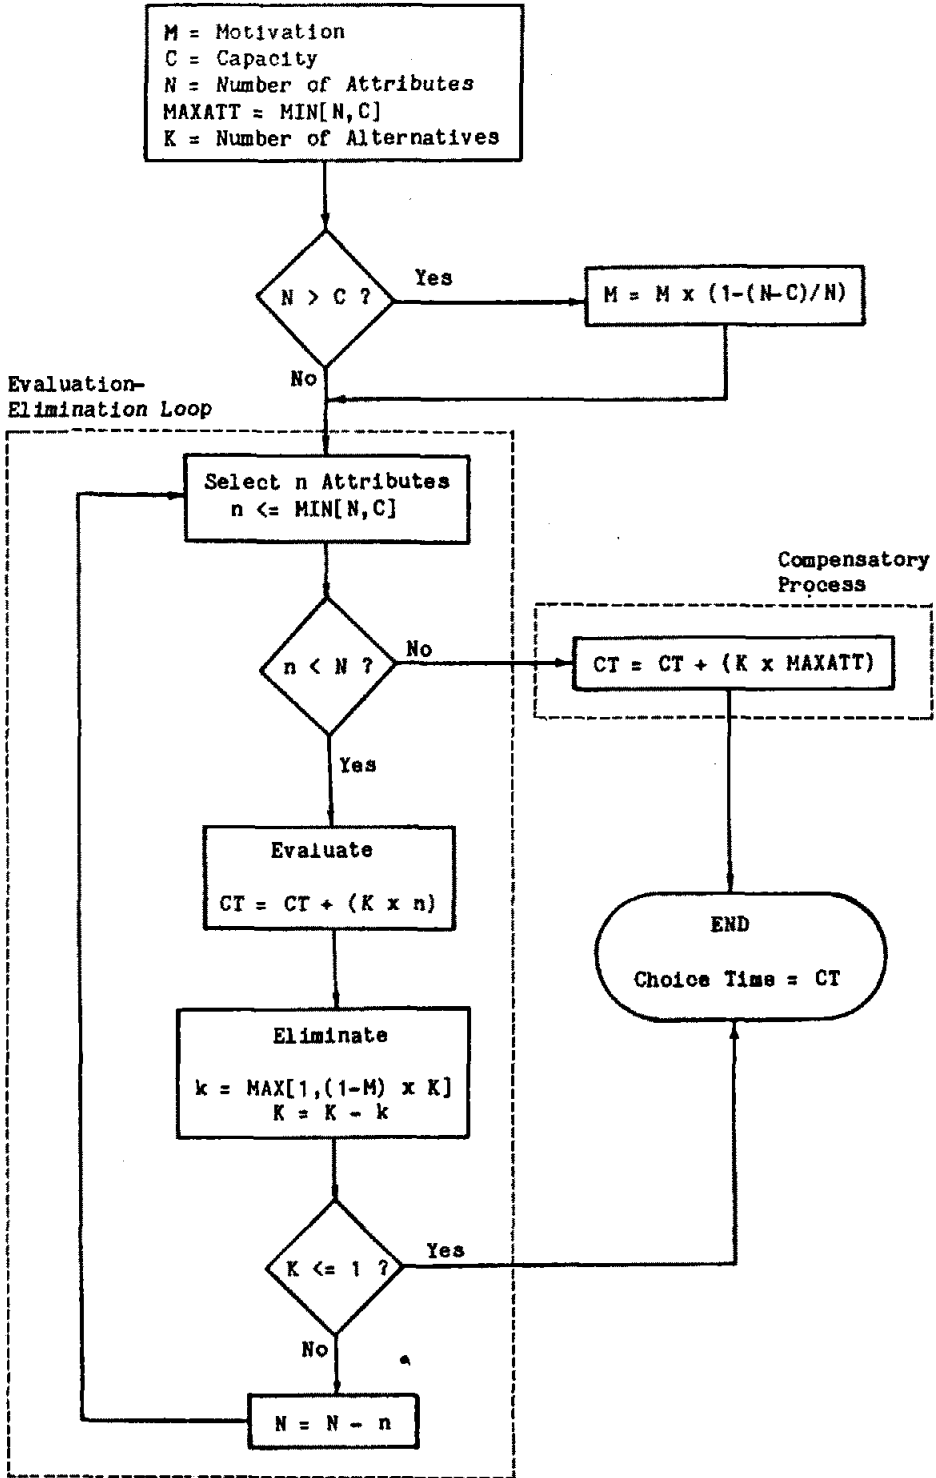 M = Motivation
C = Capacity
N = Number of Attributes
MAXATT = MIN[N,C]
K = Number of Alternatives
N > C ?
Yes
M = M x (1-(N-C)/N)
No
Evaluation-
Elimination Loop
Select n Attributes
n <= MIN[N,C]
Compensatory
Process
n < N ?
No
CT = CT + (K x MAXATT)
Yes
Evaluate
CT = CT + (K x n)
END
Choice Time = CT
Eliminate
k = MAX[1,(1-M) x K]
K = K - k
K <= 1 ?
Yes
No
N = N - n